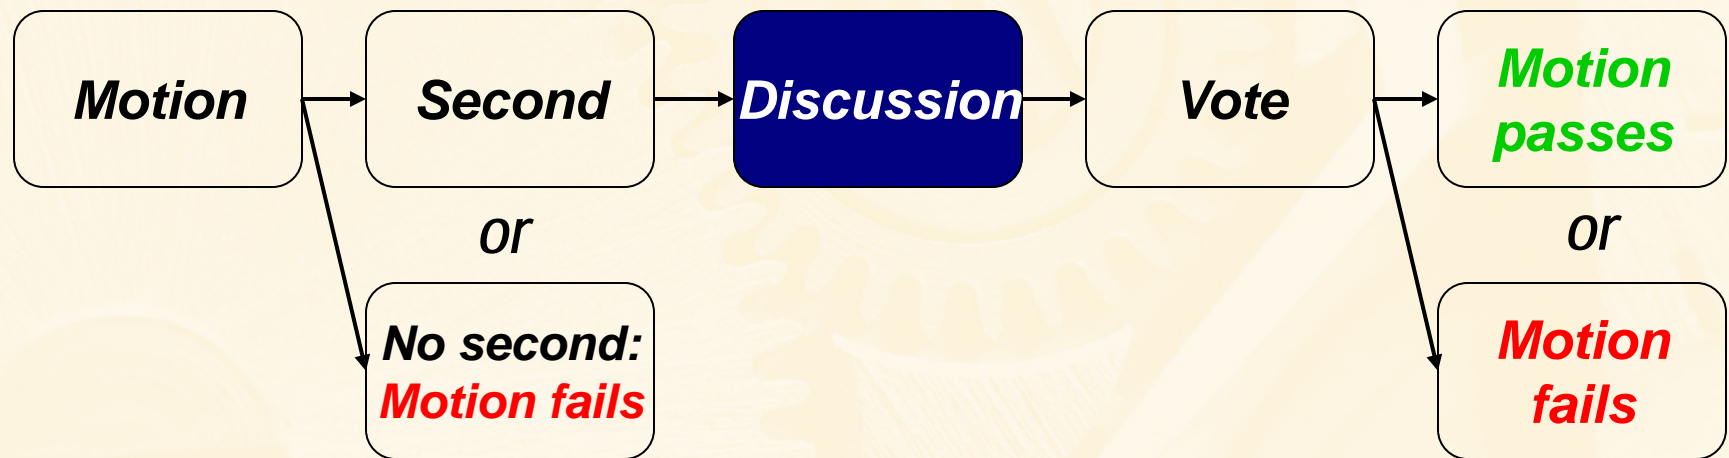 Motion
Second
Discussion
Vote
Motion
passes
or
or
No second:
Motion fails
Motion
fails